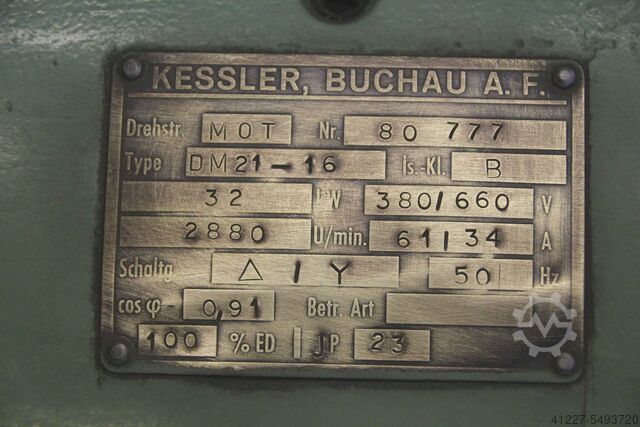 KESSLER, BUCHAU A. F.
Drehstr. MOT Nr. 80 777
Type DM21-16 Is.-Kl. B
32 kW 380/660 V
2880 U/min. 61/34 A
Schaltg. △/Y 50 Hz
cos φ- 0,91 Betr. Art
100 % ED JP 23
41227-5493720